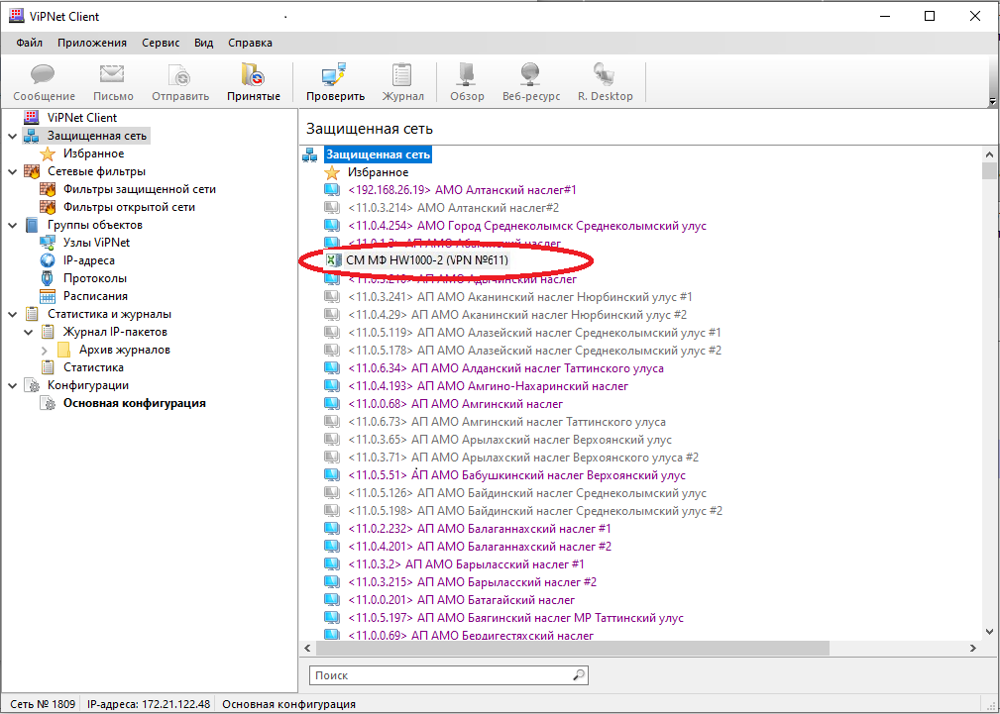 ViPNet Client
Файл Приложения Сервис Вид Справка
Сообщение Письмо Отправить Принятые Проверить Журнал Обзор Веб-ресурс R. Desktop
ViPNet Client
Защищенная сеть
Избранное
Сетевые фильтры
Фильтры защищенной сети
Фильтры открытой сети
Группы объектов
Узлы ViPNet
IP-адреса
Протоколы
Расписания
Статистика и журналы
Журнал IP-пакетов
Архив журналов
Статистика
Конфигурации
Основная конфигурация
Защищенная сеть
Защищенная сеть
Избранное
<192.168.26.19> АМО Алтанский наслег#1
<11.0.3.214> АМО Алтанский наслег#2
<11.0.4.254> АМО Город Среднеколымск Среднеколымский улус
АП АМО наслег
СМ МФ HW1000-2 (VPN №611)
АП АМО Адычинский наслег
<11.0.3.241> АП АМО Аканинский наслег Нюрбинский улус #1
<11.0.4.29> АП АМО Аканинский наслег Нюрбинский улус #2
<11.0.5.119> АП АМО Алазейский наслег Среднеколымский улус #1
<11.0.5.178> АП АМО Алазейский наслег Среднеколымский улус #2
<11.0.6.34> АП АМО Алданский наслег Таттинского улуса
<11.0.4.193> АП АМО Амгино-Нахаринский наслег
<11.0.0.68> АП АМО Амгинский наслег
<11.0.6.73> АП АМО Амгинский наслег Таттинского улуса
<11.0.3.65> АП АМО Арылахский наслег Верхоянский улус
<11.0.3.71> АП АМО Арылахский наслег Верхоянского улуса #2
<11.0.5.51> АП АМО Бабушкинский наслег Верхоянский улус
<11.0.5.126> АП АМО Байдинский наслег Среднеколымский улус
<11.0.5.198> АП АМО Байдинский наслег Среднеколымский улус #2
<11.0.2.232> АП АМО Балаганнахский наслег #1
<11.0.4.201> АП АМО Балаганнахский наслег #2
<11.0.3.2> АП АМО Барыласский наслег #1
<11.0.3.215> АП АМО Барыласский наслег #2
<11.0.0.201> АП АМО Батагайский наслег
<11.0.5.197> АП АМО Баягинский наслег МР Таттинский улус
<11.0.0.69> АП АМО Бердигестяхский наслег
Поиск
Сеть № 1809 IP-адреса: 172.21.122.48 Основная конфигурация